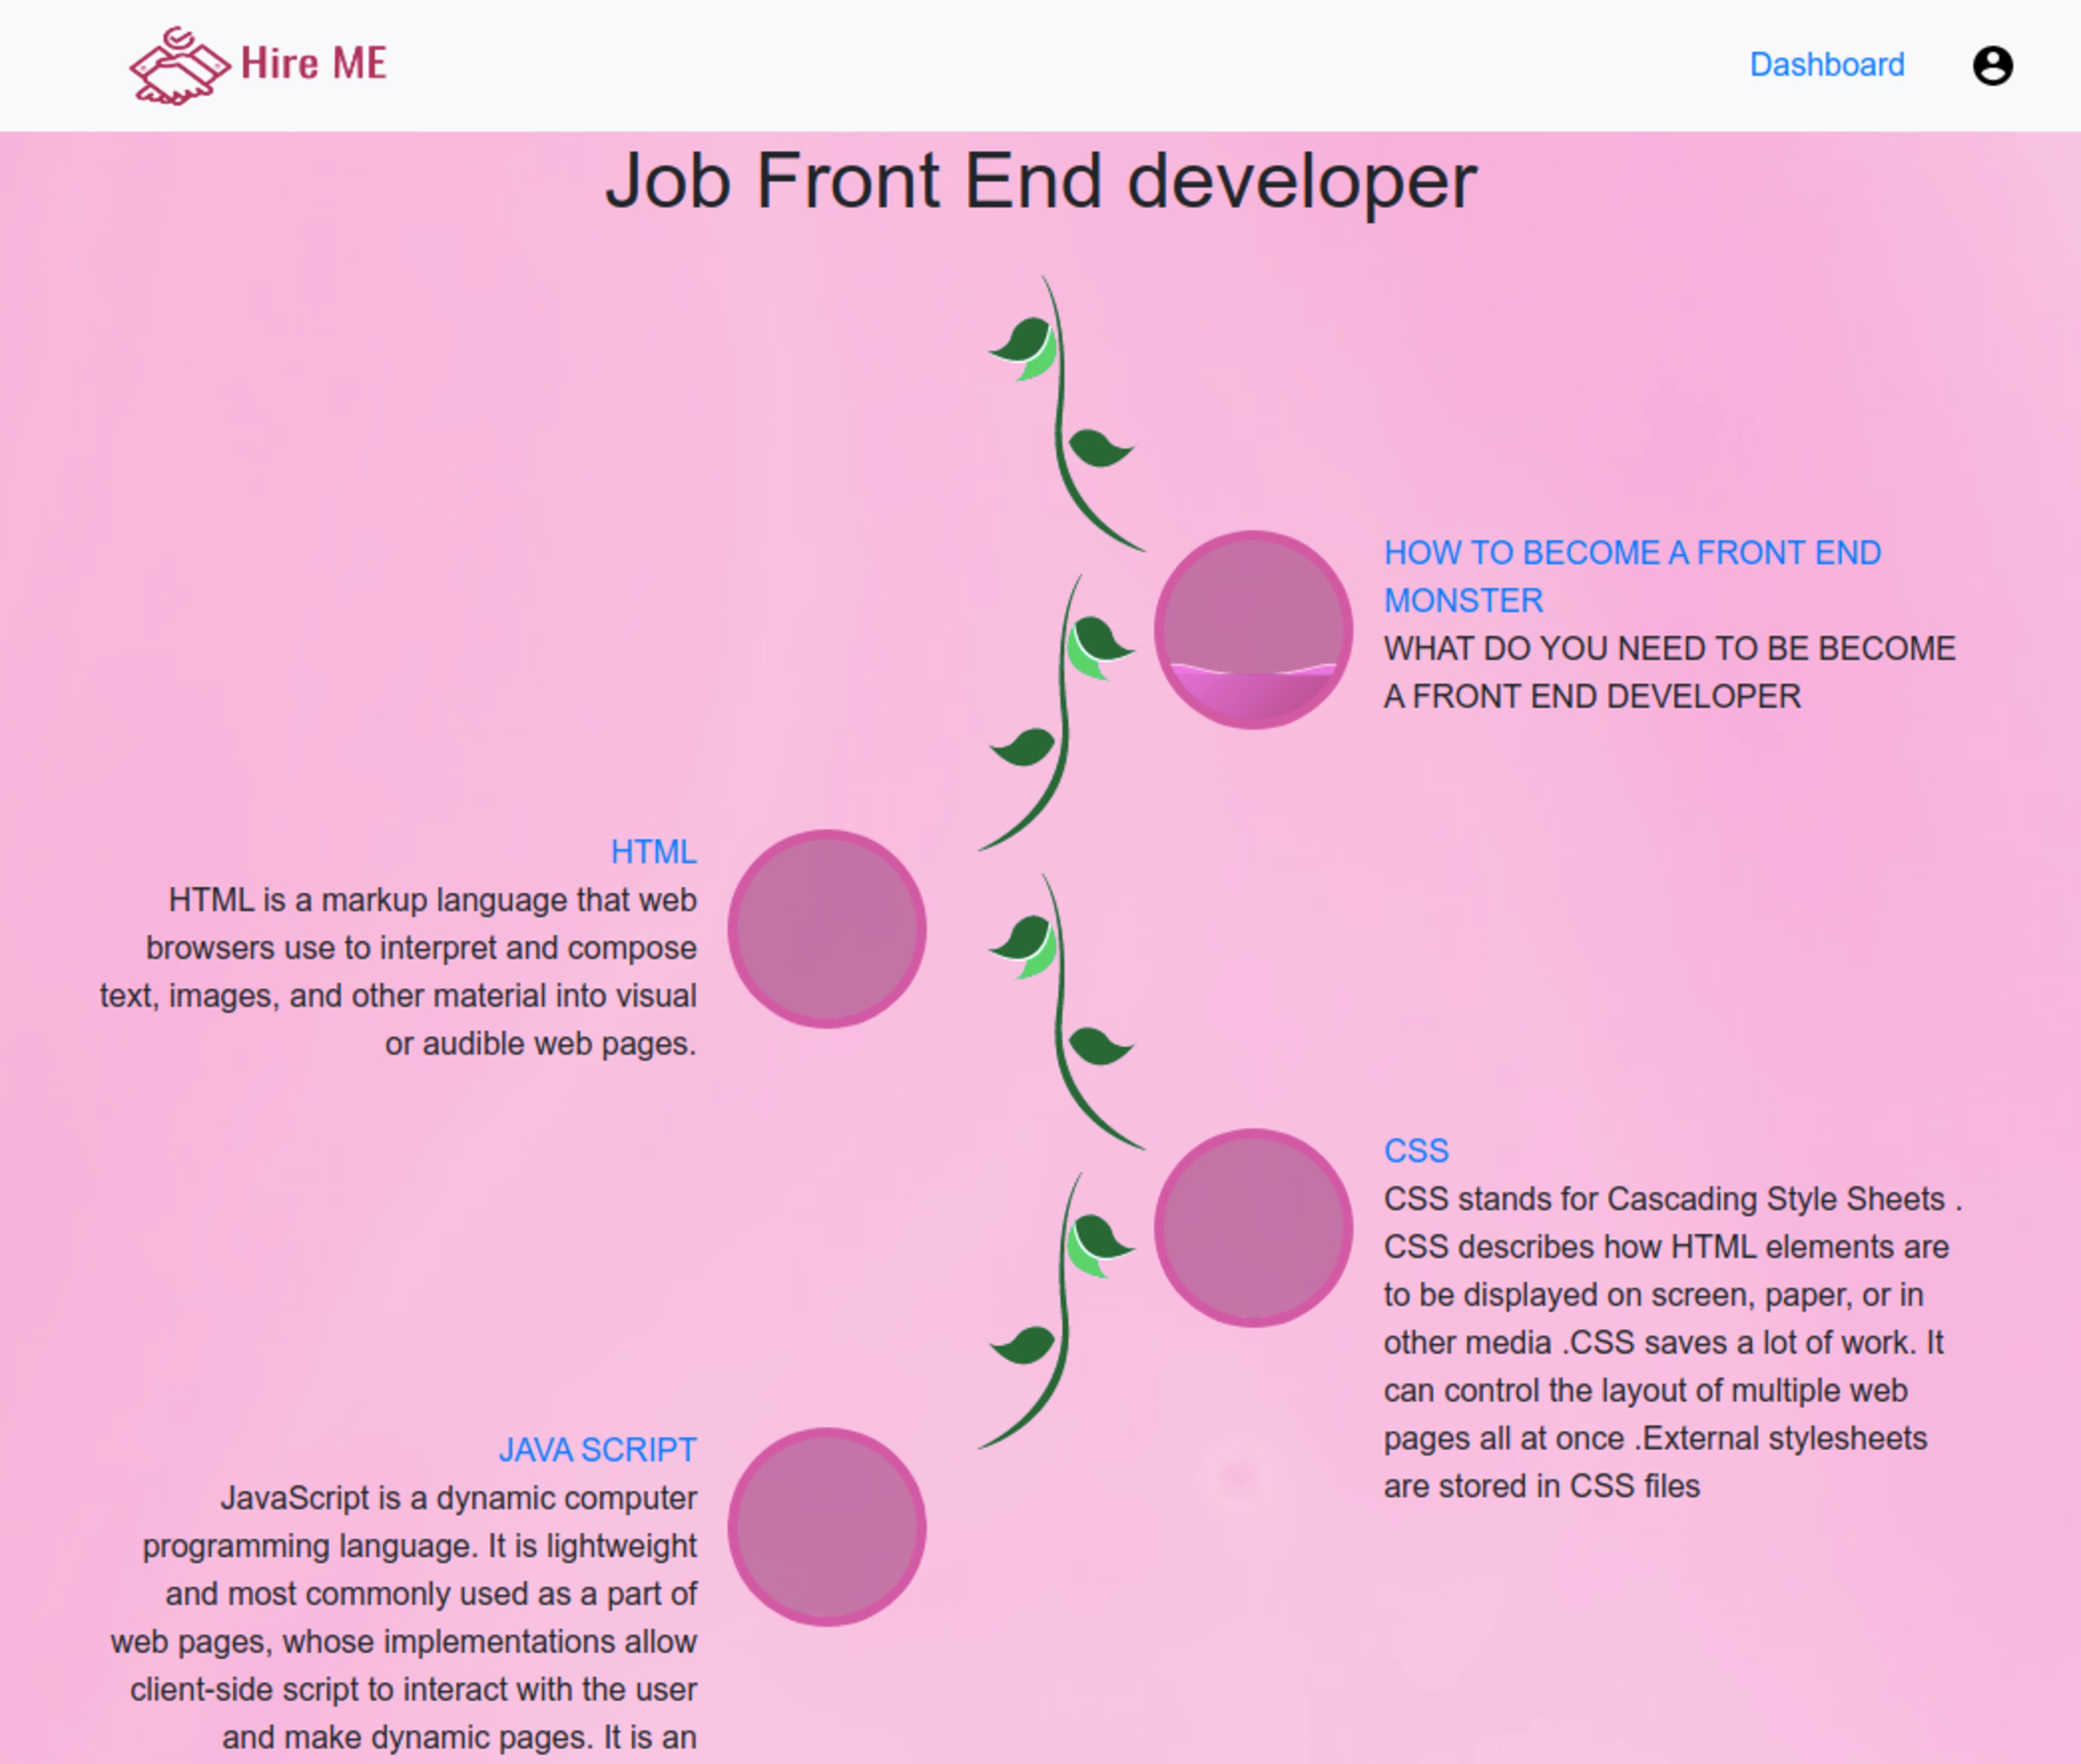 Hire ME
Dashboard
Job Front End developer
HOW TO BECOME A FRONT END
MONSTER
WHAT DO YOU NEED TO BE BECOME
A FRONT END DEVELOPER
HTML
HTML is a markup language that web
browsers use to interpret and compose
text, images, and other material into visual
or audible web pages.
CSS
CSS stands for Cascading Style Sheets .
CSS describes how HTML elements are
to be displayed on screen, paper, or in
other media .CSS saves a lot of work. It
can control the layout of multiple web
pages all at once .External stylesheets
are stored in CSS files
JAVA SCRIPT
JavaScript is a dynamic computer
programming language. It is lightweight
and most commonly used as a part of
web pages, whose implementations allow
client-side script to interact with the user
and make dynamic pages. It is an